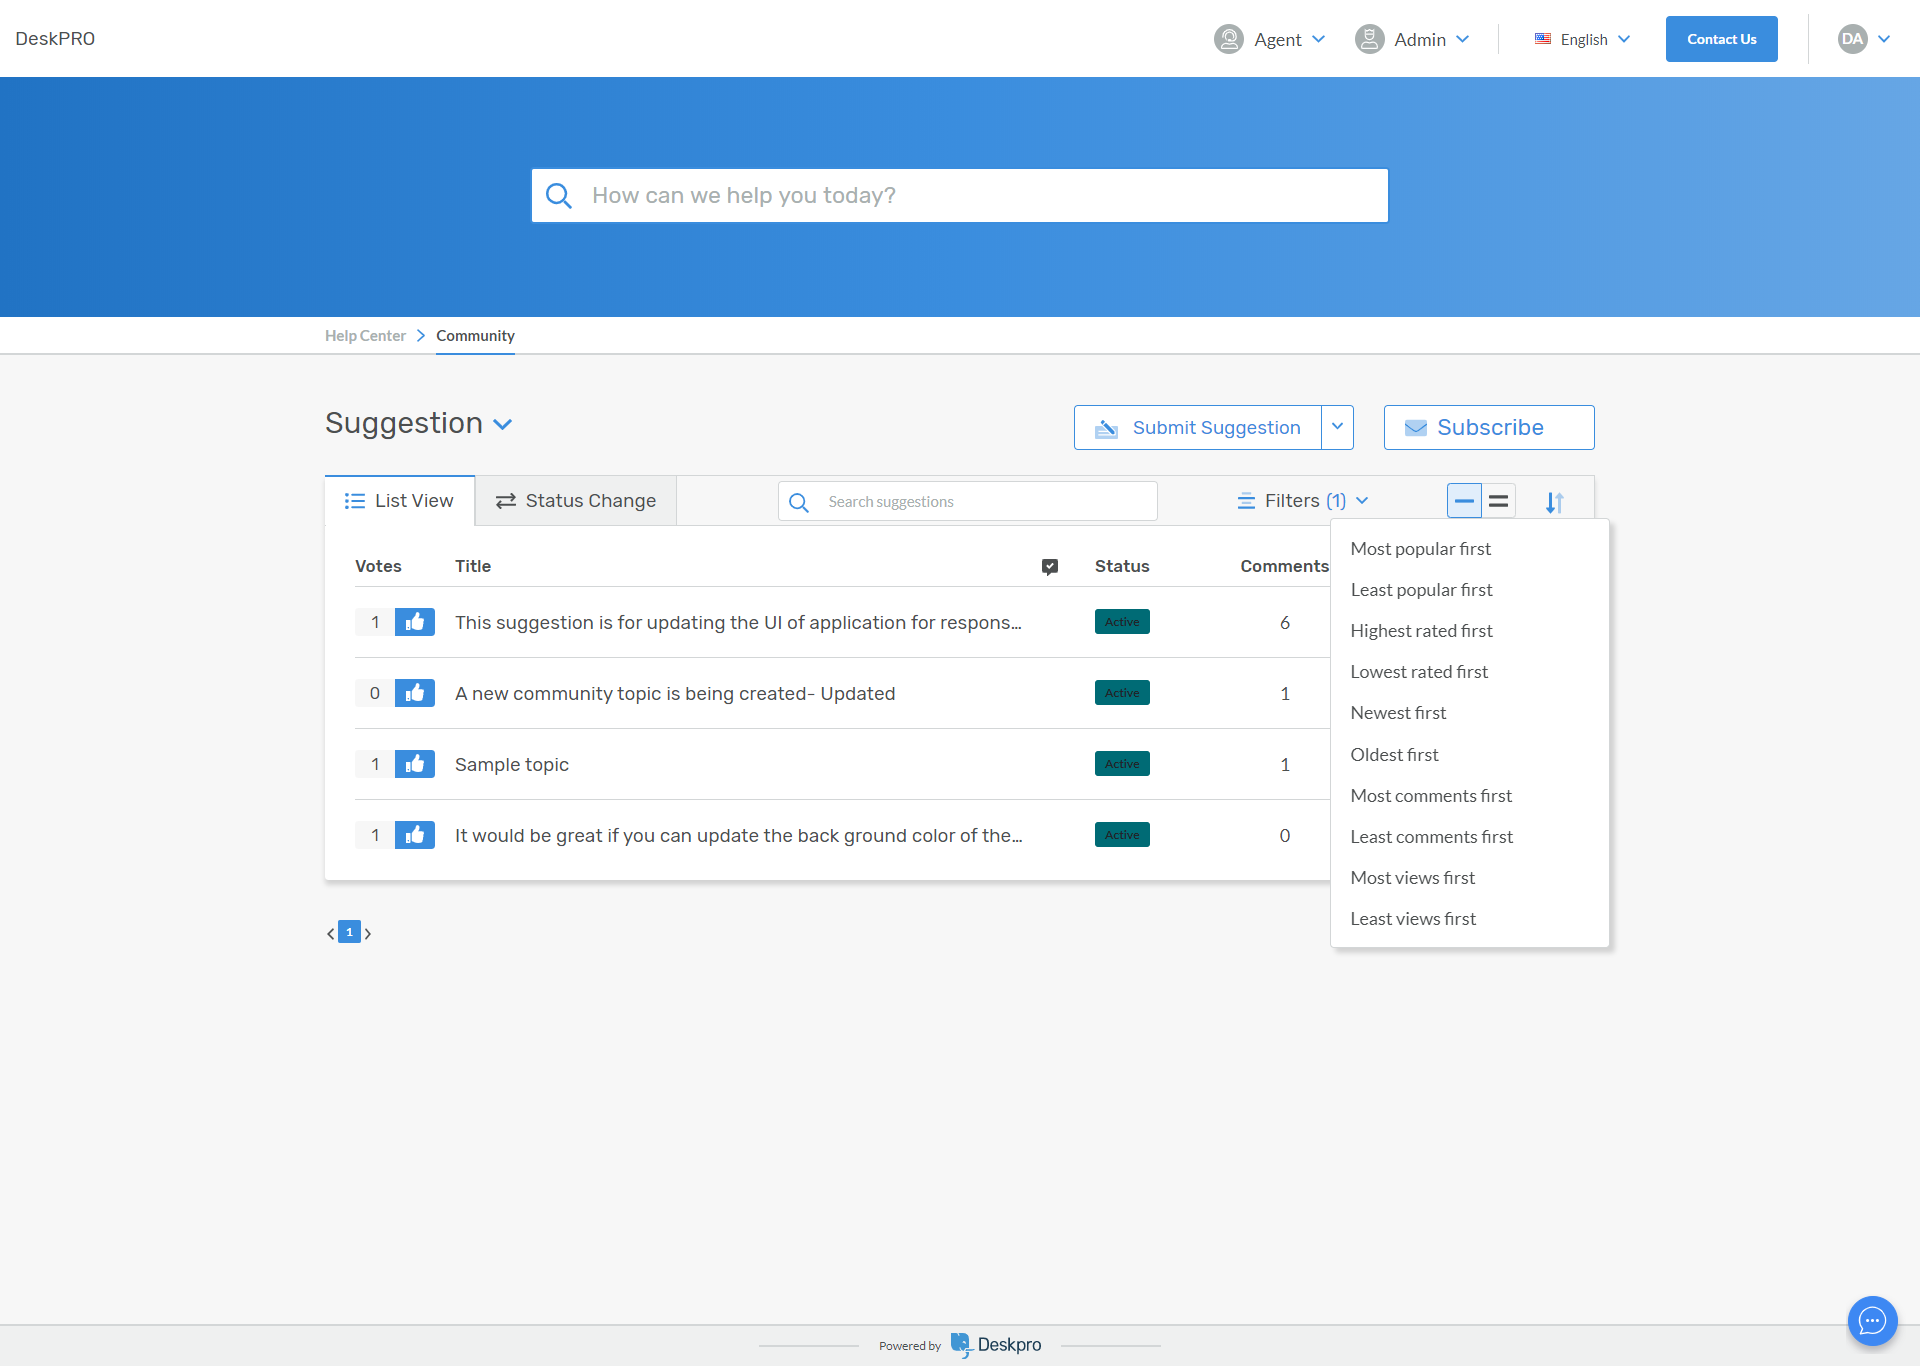 DeskPRO
Agent
Admin
English
Contact Us
DA
How can we help you today?
Help Center
Community
Suggestion
Submit Suggestion
Subscribe
List View
Status Change
Search suggestions
Filters (1)
Votes
Title
Status
Comments
1
This suggestion is for updating the UI of application for respons...
Active
6
0
A new community topic is being created- Updated
Active
1
1
Sample topic
Active
1
1
It would be great if you can update the back ground color of the...
Active
0
Most popular first
Least popular first
Highest rated first
Lowest rated first
Newest first
Oldest first
Most comments first
Least comments first
Most views first
Least views first
1
Powered by
Deskpro